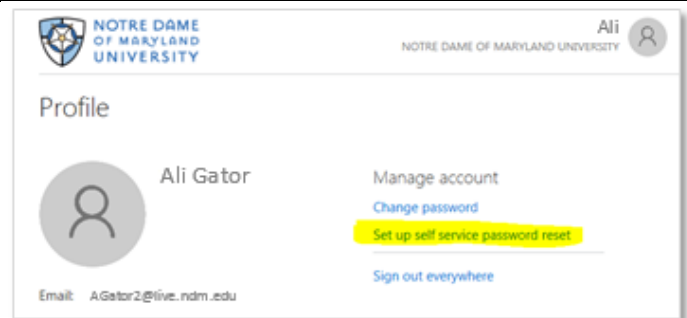 NOTRE DAME
OF MARYLAND
UNIVERSITY
Ali
NOTRE DAME OF MARYLAND UNIVERSITY
Profile
Ali Gator
Manage account
Change password
Set up self service password reset
Sign out everywhere
Email: AGator2@live.ndm.edu